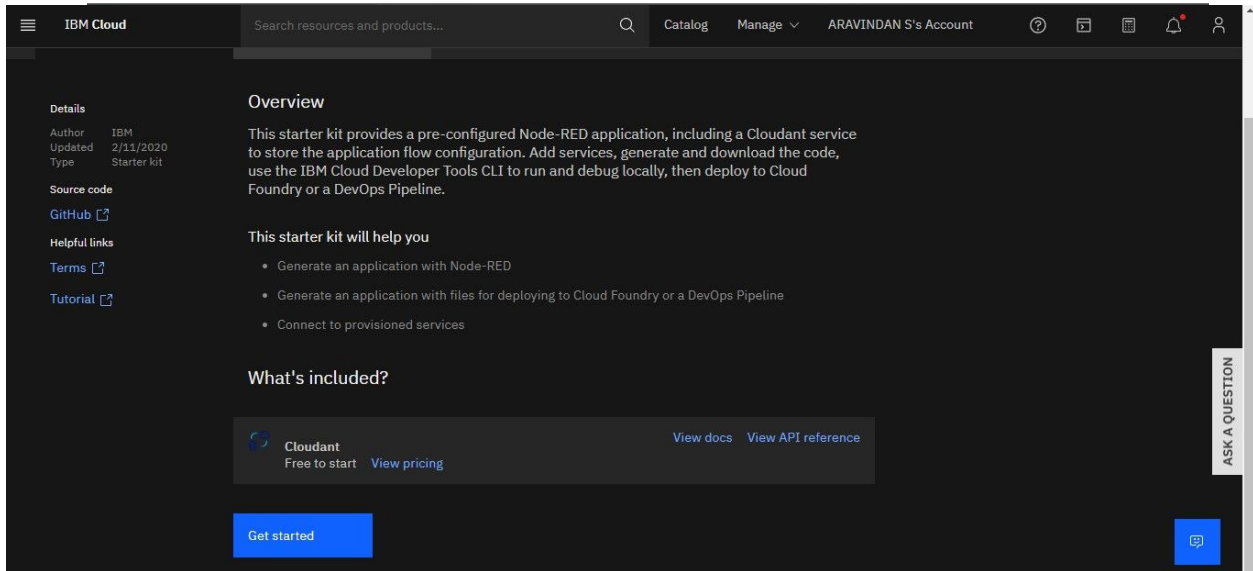 IBM Cloud
Search resources and products...
Catalog
Manage
ARAVINDAN S's Account
Details
Author IBM
Updated 2/11/2020
Type Starter kit
Source code
GitHub
Helpful links
Terms
Tutorial
Overview
This starter kit provides a pre-configured Node-RED application, including a Cloudant service
to store the application flow configuration. Add services, generate and download the code,
use the IBM Cloud Developer Tools CLI to run and debug locally, then deploy to Cloud
Foundry or a DevOps Pipeline.
This starter kit will help you
• Generate an application with Node-RED
• Generate an application with files for deploying to Cloud Foundry or a DevOps Pipeline
• Connect to provisioned services
What's included?
Cloudant
Free to start View pricing
View docs View API reference
Get started
ASK A QUESTION